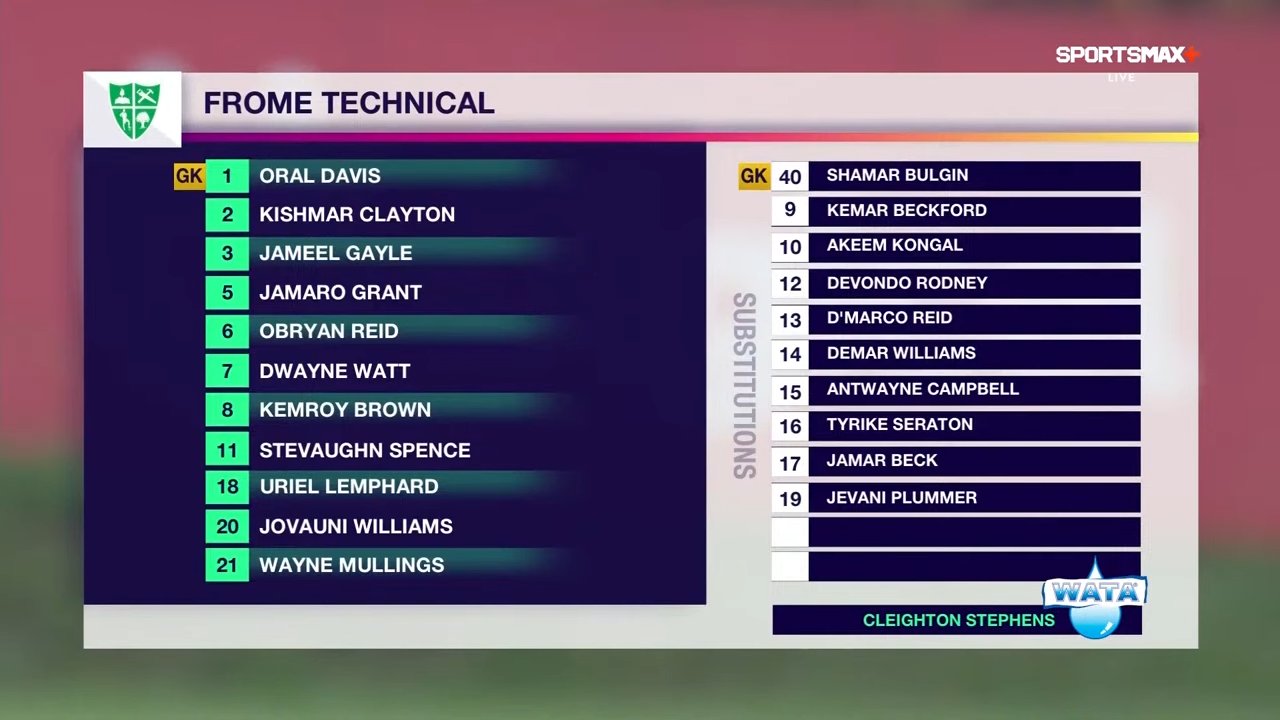 SPORTSMAX+
LIVE
FROME TECHNICAL
GK 1 ORAL DAVIS
2 KISHMAR CLAYTON
3 JAMEEL GAYLE
5 JAMARO GRANT
6 OBRYAN REID
7 DWAYNE WATT
8 KEMROY BROWN
11 STEVAUGHN SPENCE
18 URIEL LEMPHARD
20 JOVAUNI WILLIAMS
21 WAYNE MULLINGS
SUBSTITUTIONS
GK 40 SHAMAR BULGIN
9 KEMAR BECKFORD
10 AKEEM KONGAL
12 DEVONDO RODNEY
13 D'MARCO REID
14 DEMAR WILLIAMS
15 ANTWAYNE CAMPBELL
16 TYRIKE SERATON
17 JAMAR BECK
19 JEVANI PLUMMER
CLEIGHTON STEPHENS
WATA